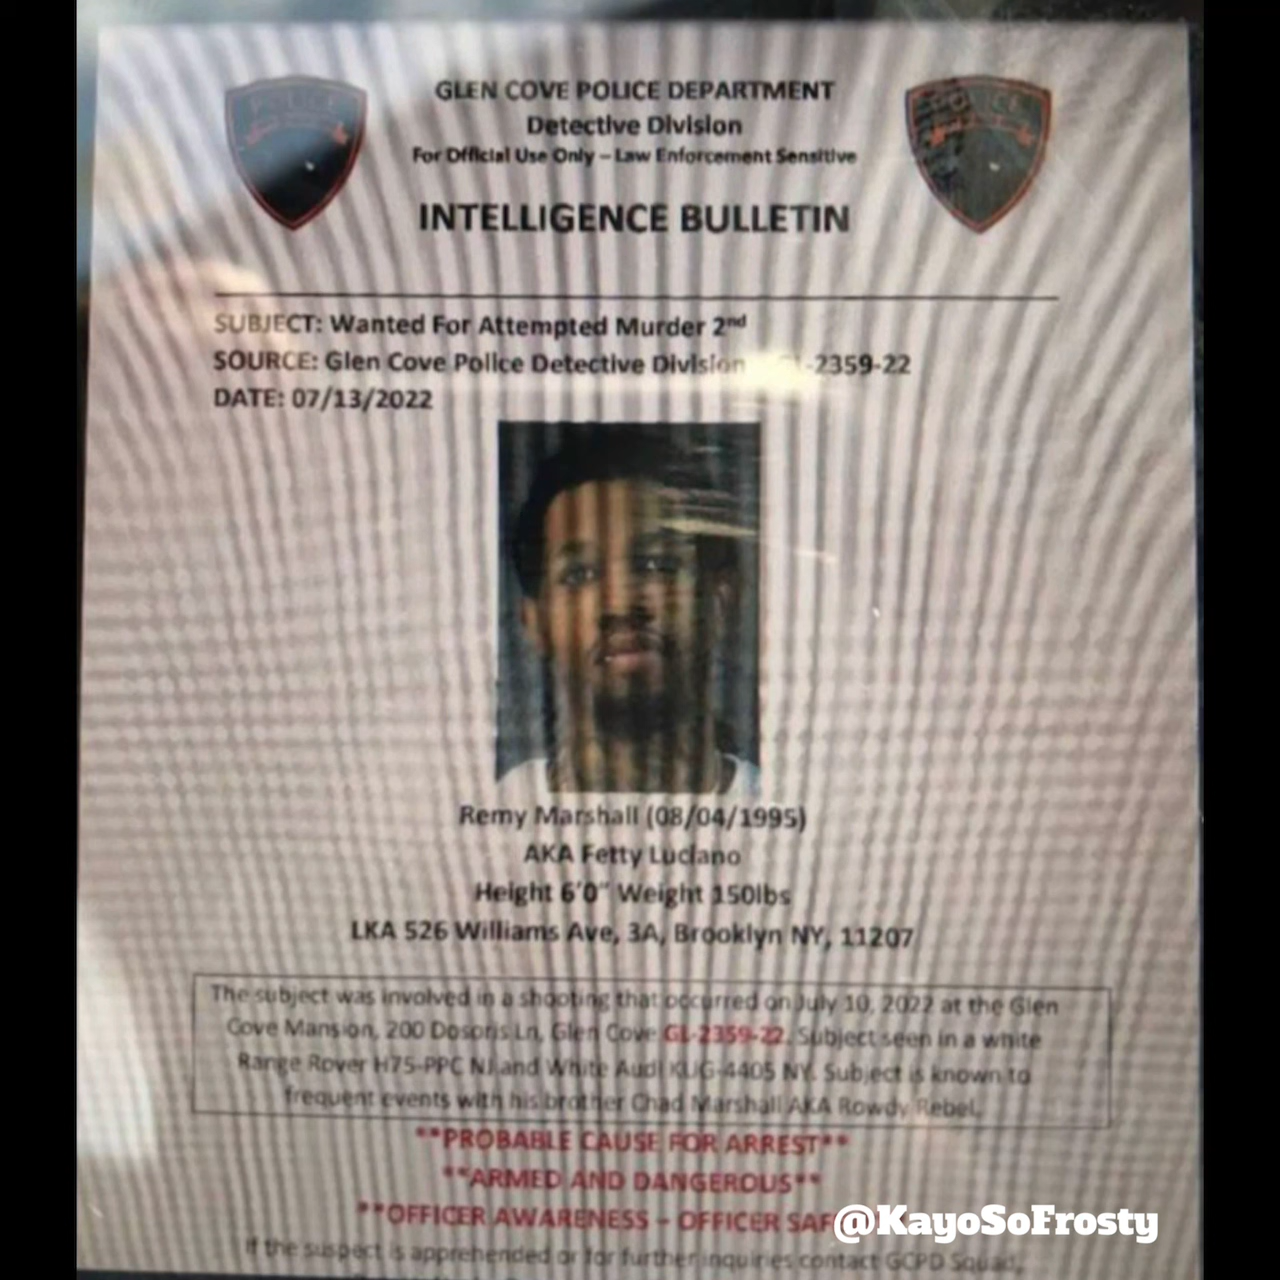 POLICE
POLICE
GLEN COVE POLICE DEPARTMENT
Detective Division
For Official Use Only – Law Enforcement Sensitive
INTELLIGENCE BULLETIN
SUBJECT: Wanted For Attempted Murder 2nd
SOURCE: Glen Cove Police Detective Division -2359-22
DATE: 07/13/2022
Remy Marshall (08/04/1995)
AKA Fetty Luciano
Height 6'0" Weight 150lbs
LKA 526 Williams Ave, 3A, Brooklyn NY, 11207
The subject was involved in a shooting that occurred on July 10, 2022 at the Glen
Cove Mansion, 200 Dosoris Ln, Glen Cove GL-2359-22. Subject seen in a white
Range Rover H75-PPC NJ and White Audi KUG-4405 NY. Subject is known to
frequent events with his brother Chad Marshall AKA Rowdy Rebel.
**PROBABLE CAUSE FOR ARREST**
**ARMED AND DANGEROUS**
**OFFICER AWARENESS – OFFICER SAF
@KayoSoFrosty
If the suspect is apprehended or for further inquiries contact GCPD Squad,